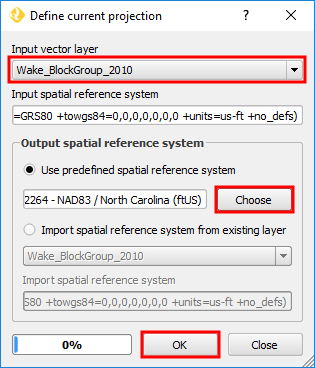 Define current projection
Input vector layer
Wake_BlockGroup_2010
Input spatial reference system
=GRS80 +towgs84=0,0,0,0,0,0,0 +units=us-ft +no_defs)
Output spatial reference system
Use predefined spatial reference system
2264 - NAD83 / North Carolina (ftUS)
Choose
Import spatial reference system from existing layer
Wake_BlockGroup_2010
Import spatial reference system
S80 +towgs84=0,0,0,0,0,0,0 +units=us-ft +no_defs)
0%
OK
Close